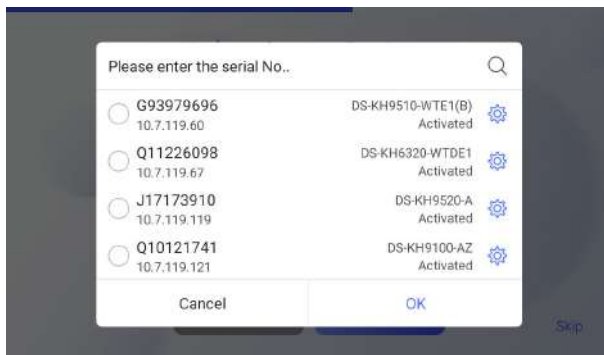 Please enter the serial No..
G93979696 DS-KH9510-WTE1(B)
10.7.119.60 Activated
Q11226098 DS-KH6320-WTDE1
10.7.119.67 Activated
J17173910 DS-KH9520-A
10.7.119.119 Activated
Q10121741 DS-KH9100-AZ
10.7.119.121 Activated
Cancel OK
Skip